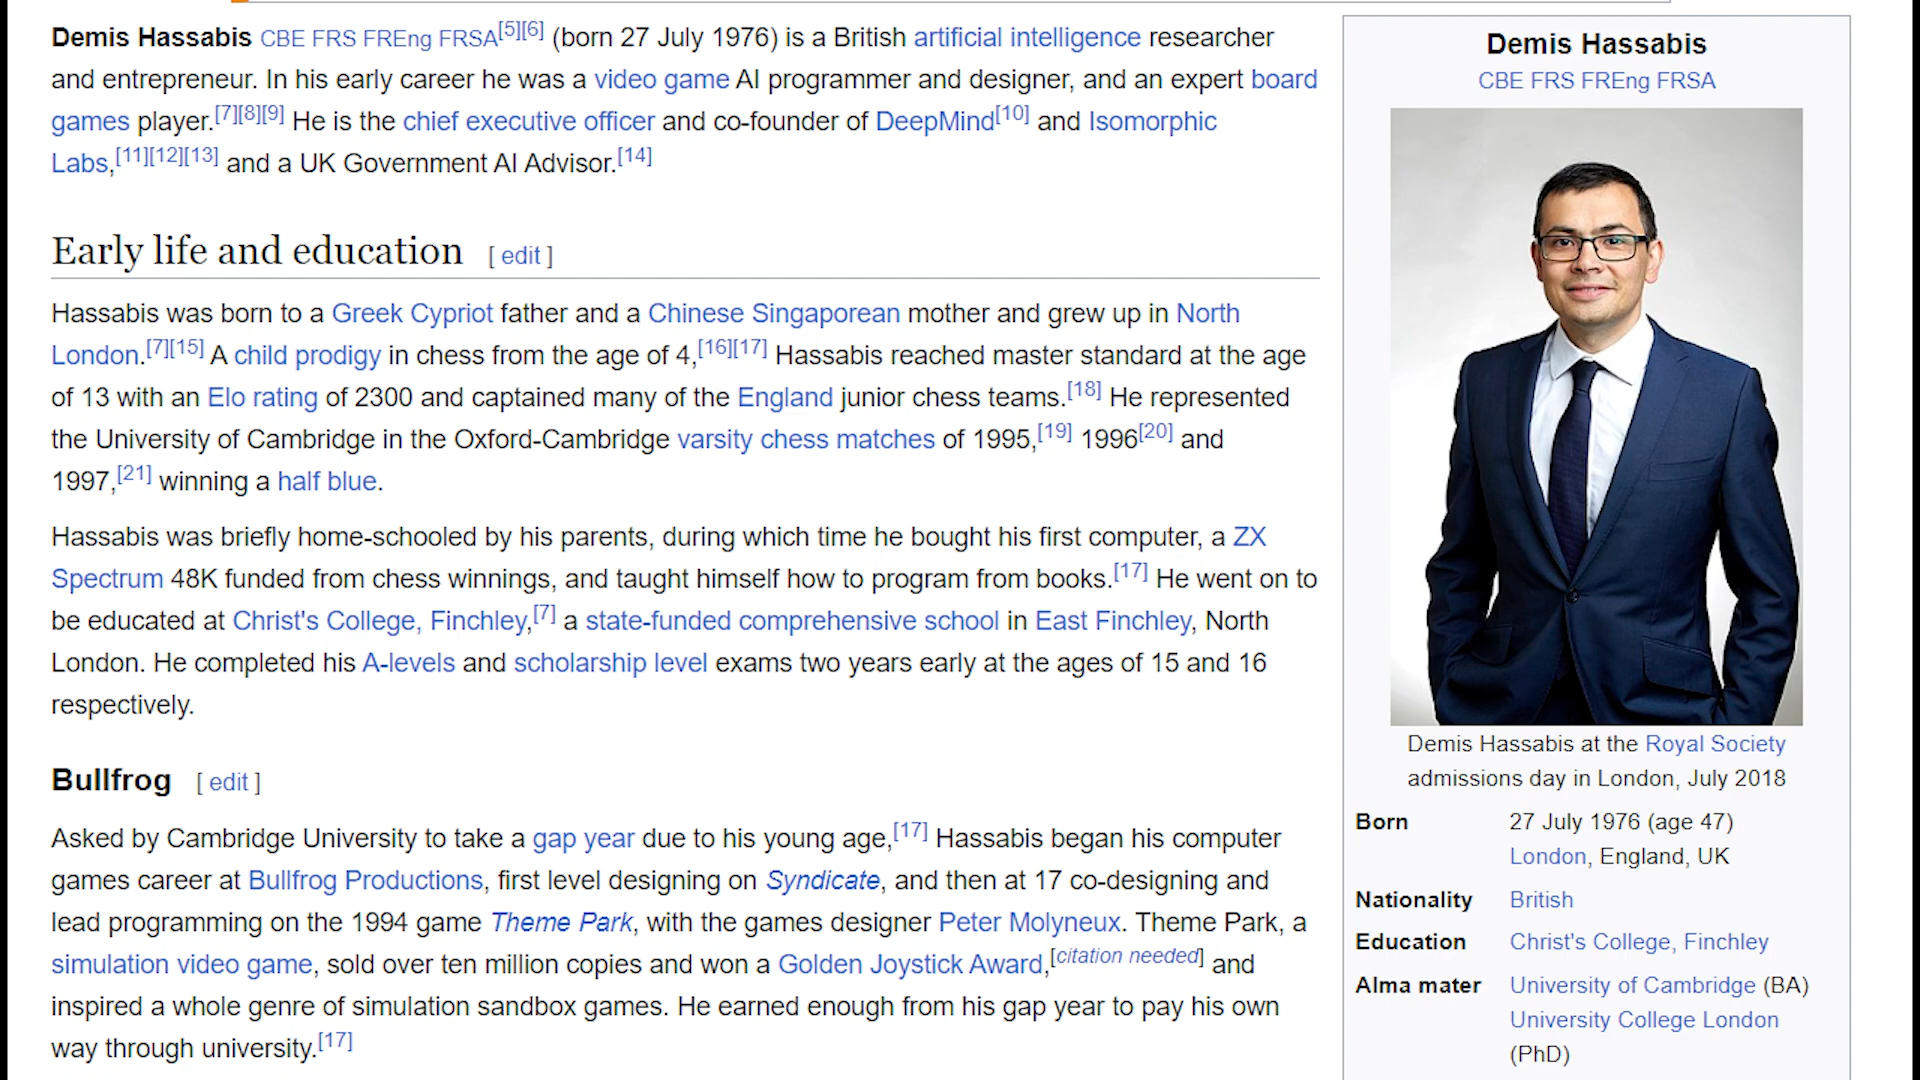 Demis Hassabis CBE FRS FREng FRSA[5][6] (born 27 July 1976) is a British artificial intelligence researcher
and entrepreneur. In his early career he was a video game AI programmer and designer, and an expert board
games player.[7][8][9] He is the chief executive officer and co-founder of DeepMind[10] and Isomorphic
Labs,[11][12][13] and a UK Government AI Advisor.[14]
Early life and education [ edit ]
Hassabis was born to a Greek Cypriot father and a Chinese Singaporean mother and grew up in North
London.[7][15] A child prodigy in chess from the age of 4,[16][17] Hassabis reached master standard at the age
of 13 with an Elo rating of 2300 and captained many of the England junior chess teams.[18] He represented
the University of Cambridge in the Oxford-Cambridge varsity chess matches of 1995,[19] 1996[20] and
1997,[21] winning a half blue.
Hassabis was briefly home-schooled by his parents, during which time he bought his first computer, a ZX
Spectrum 48K funded from chess winnings, and taught himself how to program from books.[17] He went on to
be educated at Christ's College, Finchley,[7] a state-funded comprehensive school in East Finchley, North
London. He completed his A-levels and scholarship level exams two years early at the ages of 15 and 16
respectively.
Bullfrog [ edit ]
Asked by Cambridge University to take a gap year due to his young age,[17] Hassabis began his computer
games career at Bullfrog Productions, first level designing on Syndicate, and then at 17 co-designing and
lead programming on the 1994 game Theme Park, with the games designer Peter Molyneux. Theme Park, a
simulation video game, sold over ten million copies and won a Golden Joystick Award,[citation needed] and
inspired a whole genre of simulation sandbox games. He earned enough from his gap year to pay his own
way through university.[17]
Demis Hassabis
CBE FRS FREng FRSA
Demis Hassabis at the Royal Society
admissions day in London, July 2018
Born 27 July 1976 (age 47)
London, England, UK
Nationality British
Education Christ's College, Finchley
Alma mater University of Cambridge (BA)
University College London
(PhD)